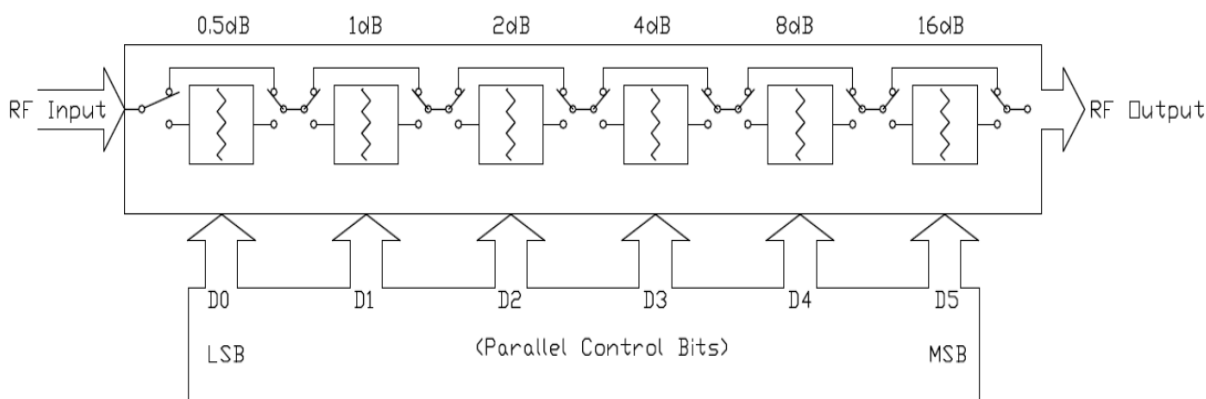 0.5dB 1dB 2dB 4dB 8dB 16dB
RF Input
RF Output
D0 D1 D2 D3 D4 D5
LSB (Parallel Control Bits) MSB